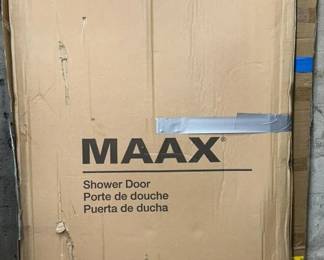 MAAX®
Shower Door
Porte de douche
Puerta de ducha